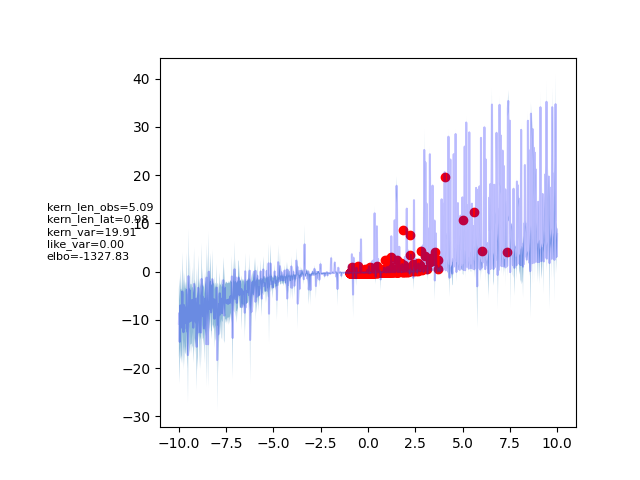 40
30
20
kern_len_obs=5.09
kern_len_lat=0.98
10
kern_var=19.91
like_var=0.00
elbo=-1327.83
0
−10
−20
−30
−10.0 −7.5 −5.0 −2.5 0.0 2.5 5.0 7.5 10.0